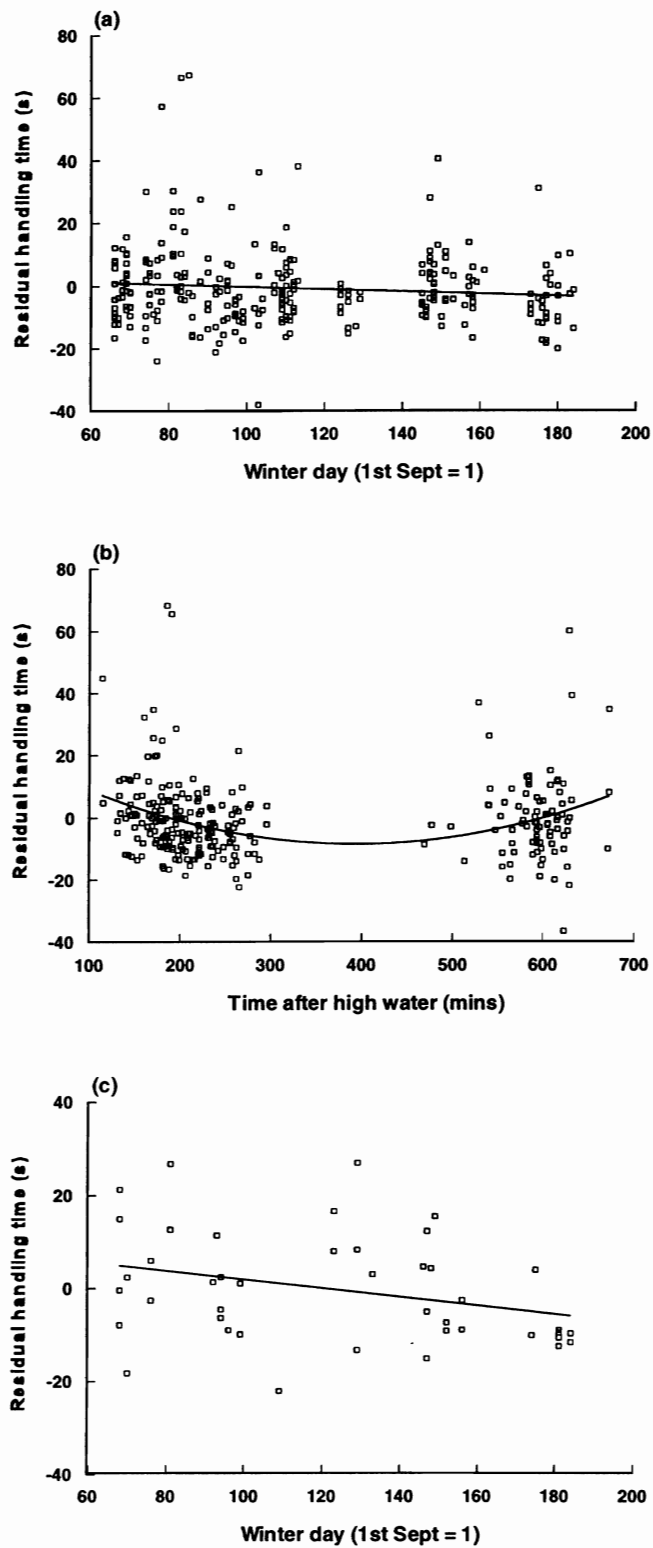 (a)
80
60
40
20
0
-20
-40
Residual handling time (s)
60 80 100 120 140 160 180 200
Winter day (1st Sept = 1)
(b)
80
60
40
20
0
-20
-40
Residual handling time (s)
100 200 300 400 500 600 700
Time after high water (mins)
(c)
40
20
0
-20
-40
Residual handling time (s)
60 80 100 120 140 160 180 200
Winter day (1st Sept = 1)